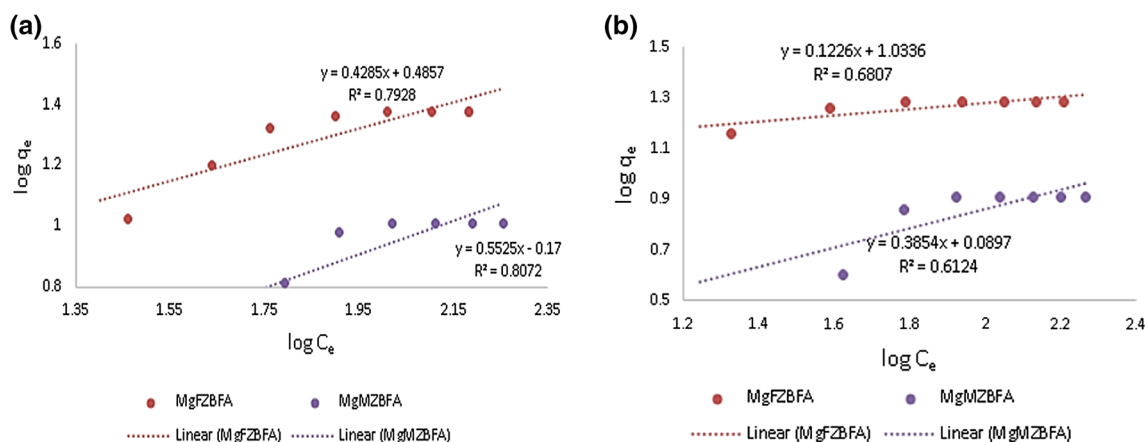 (a)
1.6
1.4
1.2
1
0.8
log qe
y = 0.4285x + 0.4857
R² = 0.7928
y = 0.5525x - 0.17
R² = 0.8072
1.35 1.55 1.75 1.95 2.15 2.35
log Ce
MgFZBFA MgMZBFA
Linear (MgFZBFA) Linear (MgMZBFA)
(b)
1.5
1.3
1.1
0.9
0.7
0.5
log qe
y = 0.1226x + 1.0336
R² = 0.6807
y = 0.3854x + 0.0897
R² = 0.6124
1.2 1.4 1.6 1.8 2 2.2 2.4
log Ce
MgFZBFA MgMZBFA
Linear (MgFZBFA) Linear (MgMZBFA)